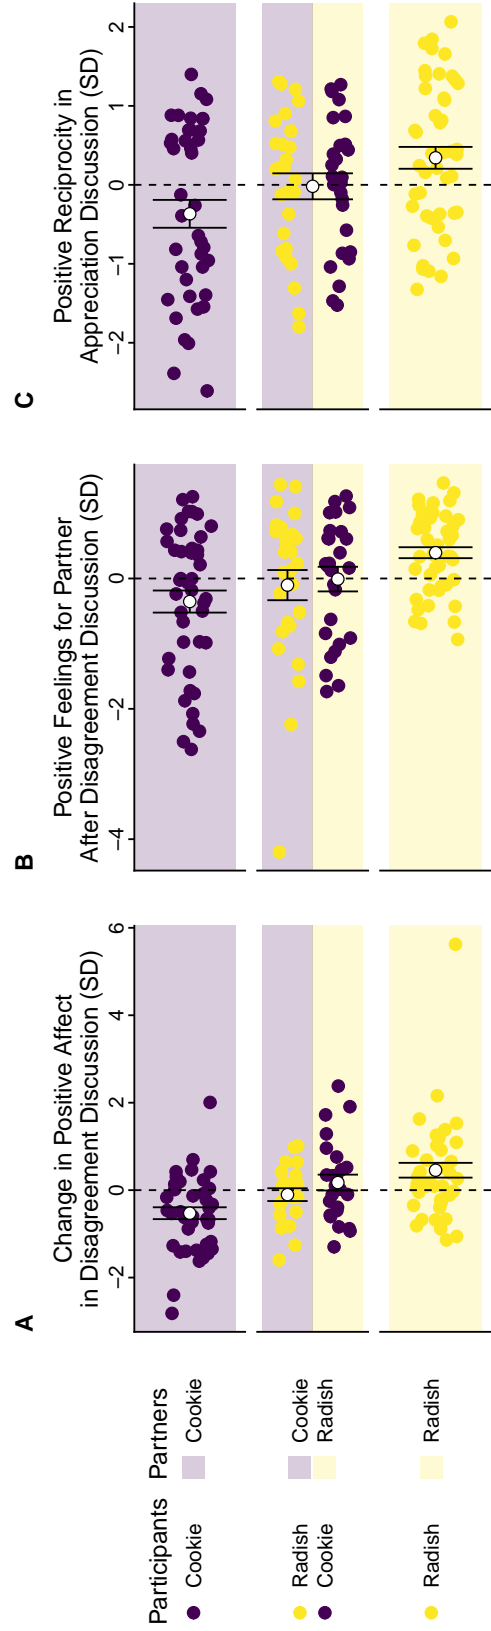 Participants
Partners
Cookie
Cookie
Radish
Cookie
Cookie
Radish
Radish
Radish
A
Change in Positive Affect
in Disagreement Discussion (SD)
−2 0 2 4 6
B
Positive Feelings for Partner
After Disagreement Discussion (SD)
−4 −2 0
C
Positive Reciprocity in
Appreciation Discussion (SD)
−2 −1 0 1 2